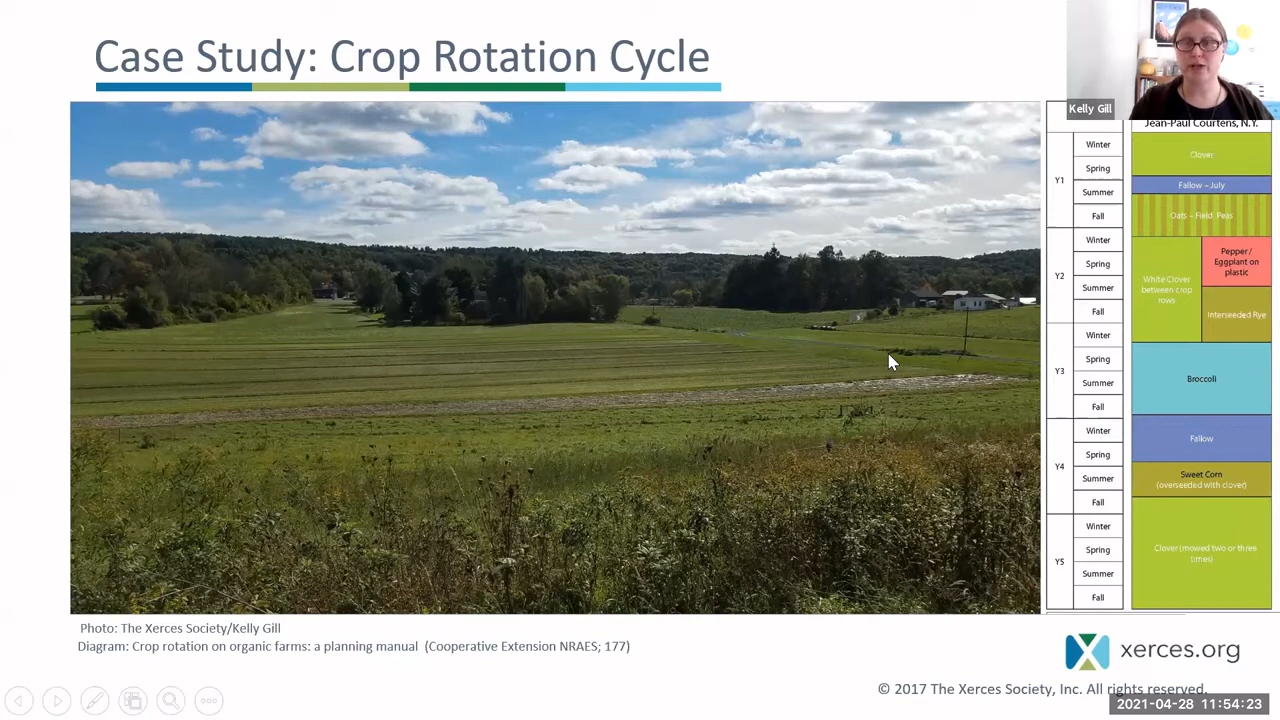 Case Study: Crop Rotation Cycle
Kelly Gill
Jean-Paul Courtens, N.Y.
Y1
Winter
Spring
Summer
Fall
Y2
Winter
Spring
Summer
Fall
Y3
Winter
Spring
Summer
Fall
Y4
Winter
Spring
Summer
Fall
Y5
Winter
Spring
Summer
Fall
Clover
Fallow – July
Oats – Field Peas
White Clover
between crop
rows
Pepper /
Eggplant on
plastic
Interseeded Rye
Broccoli
Fallow
Sweet Corn
(overseeded with clover)
Clover (mowed two or three
times)
Photo: The Xerces Society/Kelly Gill
Diagram: Crop rotation on organic farms: a planning manual (Cooperative Extension NRAES; 177)
xerces.org
© 2017 The Xerces Society, Inc. All rights reserved.
2021-04-28 11:54:23